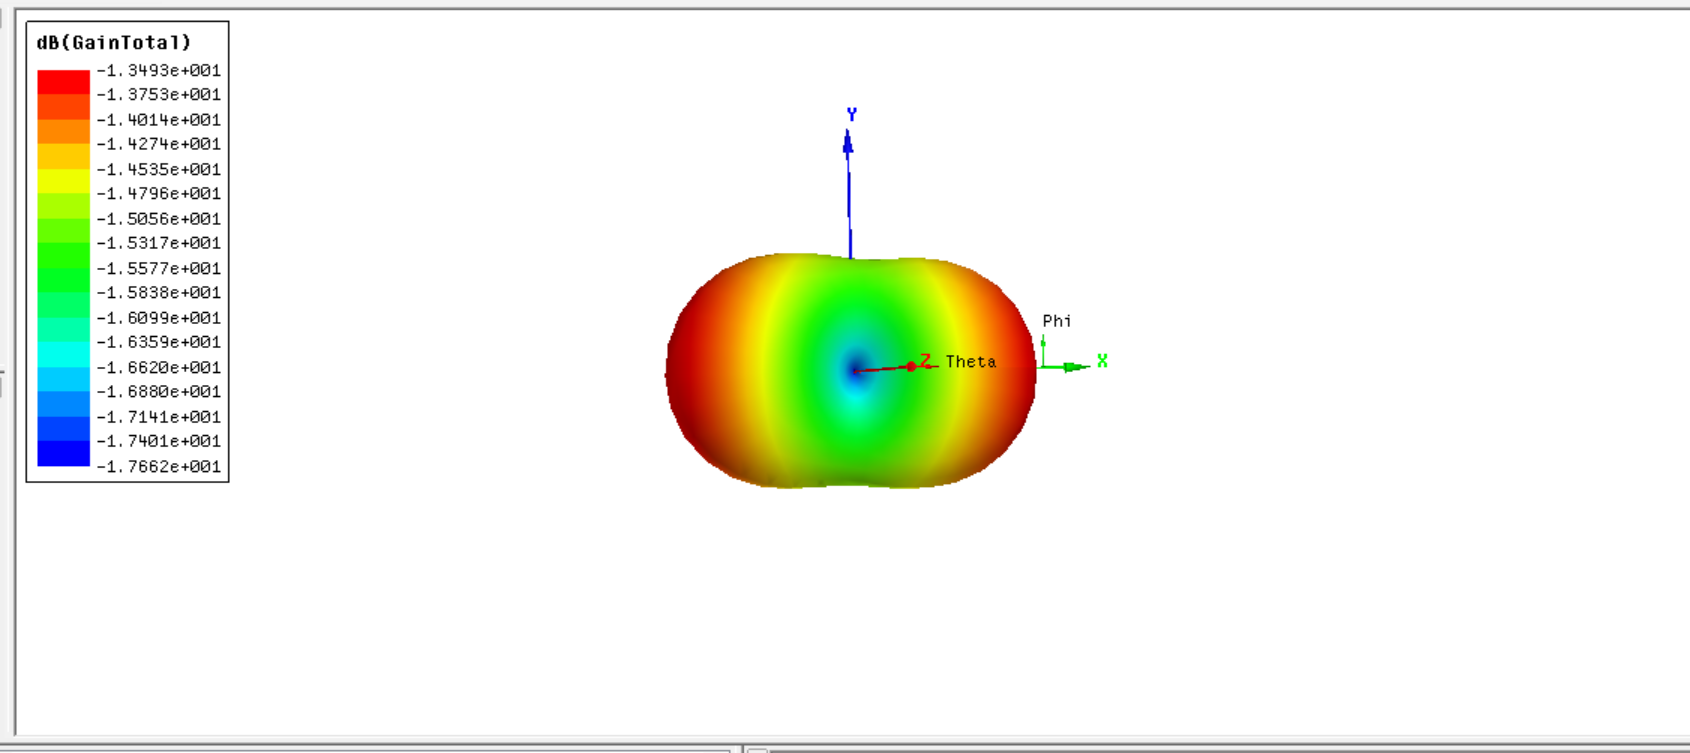 dB(GainTotal)
-1.3493e+001
-1.3753e+001
-1.4014e+001
-1.4274e+001
-1.4535e+001
-1.4796e+001
-1.5056e+001
-1.5317e+001
-1.5577e+001
-1.5838e+001
-1.6099e+001
-1.6359e+001
-1.6620e+001
-1.6880e+001
-1.7141e+001
-1.7401e+001
-1.7662e+001
Y
Phi
Z Theta
X